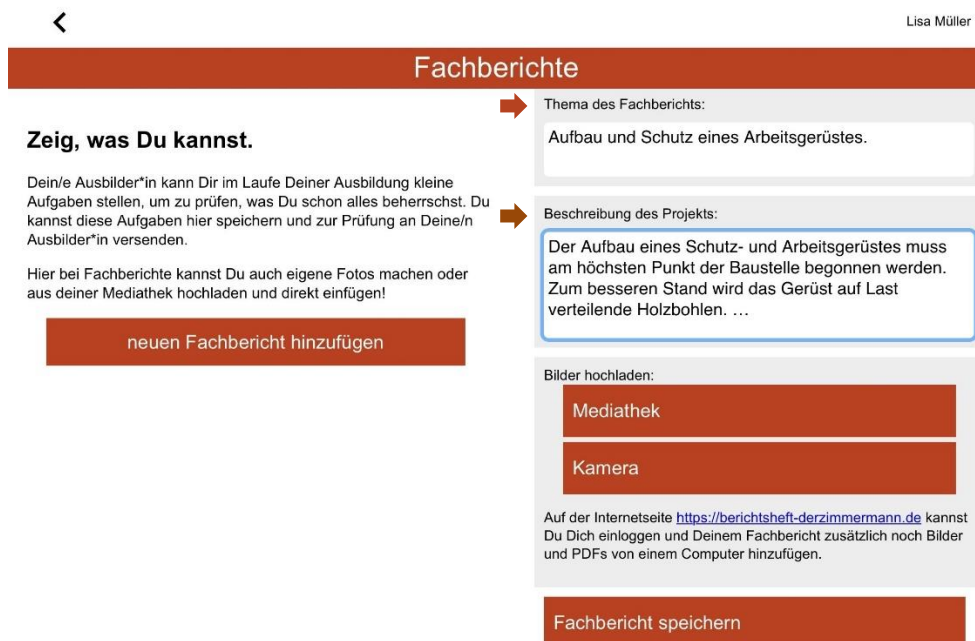 Lisa Müller
Fachberichte
Zeig, was Du kannst.
Dein/e Ausbilder*in kann Dir im Laufe Deiner Ausbildung kleine
Aufgaben stellen, um zu prüfen, was Du schon alles beherrschst. Du
kannst diese Aufgaben hier speichern und zur Prüfung an Deine/n
Ausbilder*in versenden.
Hier bei Fachberichte kannst Du auch eigene Fotos machen oder
aus deiner Mediathek hochladen und direkt einfügen!
neuen Fachbericht hinzufügen
Thema des Fachberichts:
Aufbau und Schutz eines Arbeitsgerüstes.
Beschreibung des Projekts:
Der Aufbau eines Schutz- und Arbeitsgerüstes muss
am höchsten Punkt der Baustelle begonnen werden.
Zum besseren Stand wird das Gerüst auf Last
verteilende Holzbohlen. …
Bilder hochladen:
Mediathek
Kamera
Auf der Internetseite https://berichtsheft-derzimmermann.de kannst
Du Dich einloggen und Deinem Fachbericht zusätzlich noch Bilder
und PDFs von einem Computer hinzufügen.
Fachbericht speichern